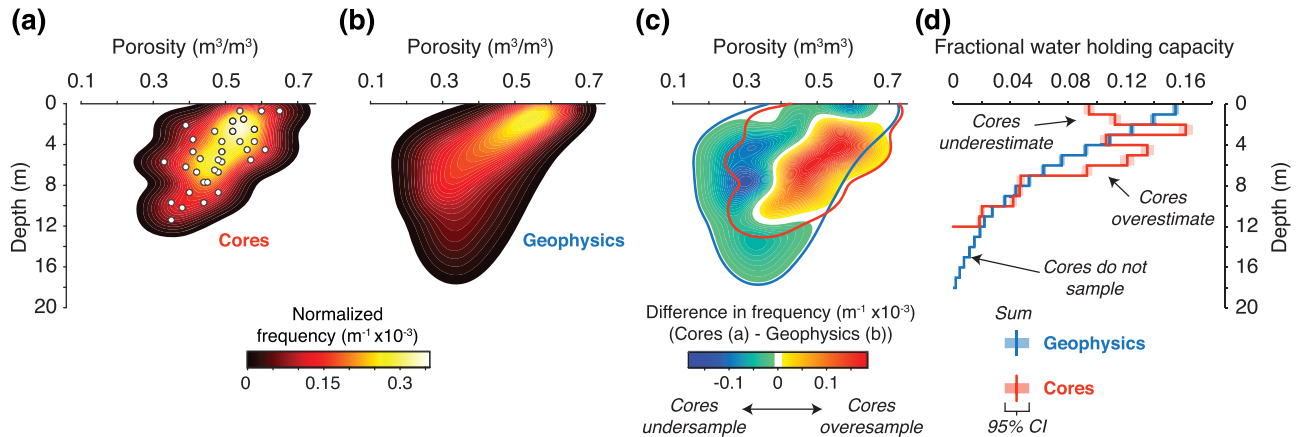 (a)
Porosity (m³/m³)
0.1 0.3 0.5 0.7
0
4
8
12
16
20
Depth (m)
Cores
(b)
Porosity (m³/m³)
0.1 0.3 0.5 0.7
Geophysics
Normalized
frequency (m⁻¹ x10⁻³)
0 0.15 0.3
(c)
Porosity (m³m³)
0.1 0.3 0.5 0.7
Difference in frequency (m⁻¹ x10⁻³)
(Cores (a) - Geophysics (b))
-0.1 0 0.1
Cores
undersample
Cores
overesample
(d)
Fractional water holding capacity
0 0.04 0.08 0.12 0.16
Cores
underestimate
Cores
overestimate
Cores do not
sample
0
4
8
12
16
20
Depth (m)
Sum
Geophysics
Cores
95% CI